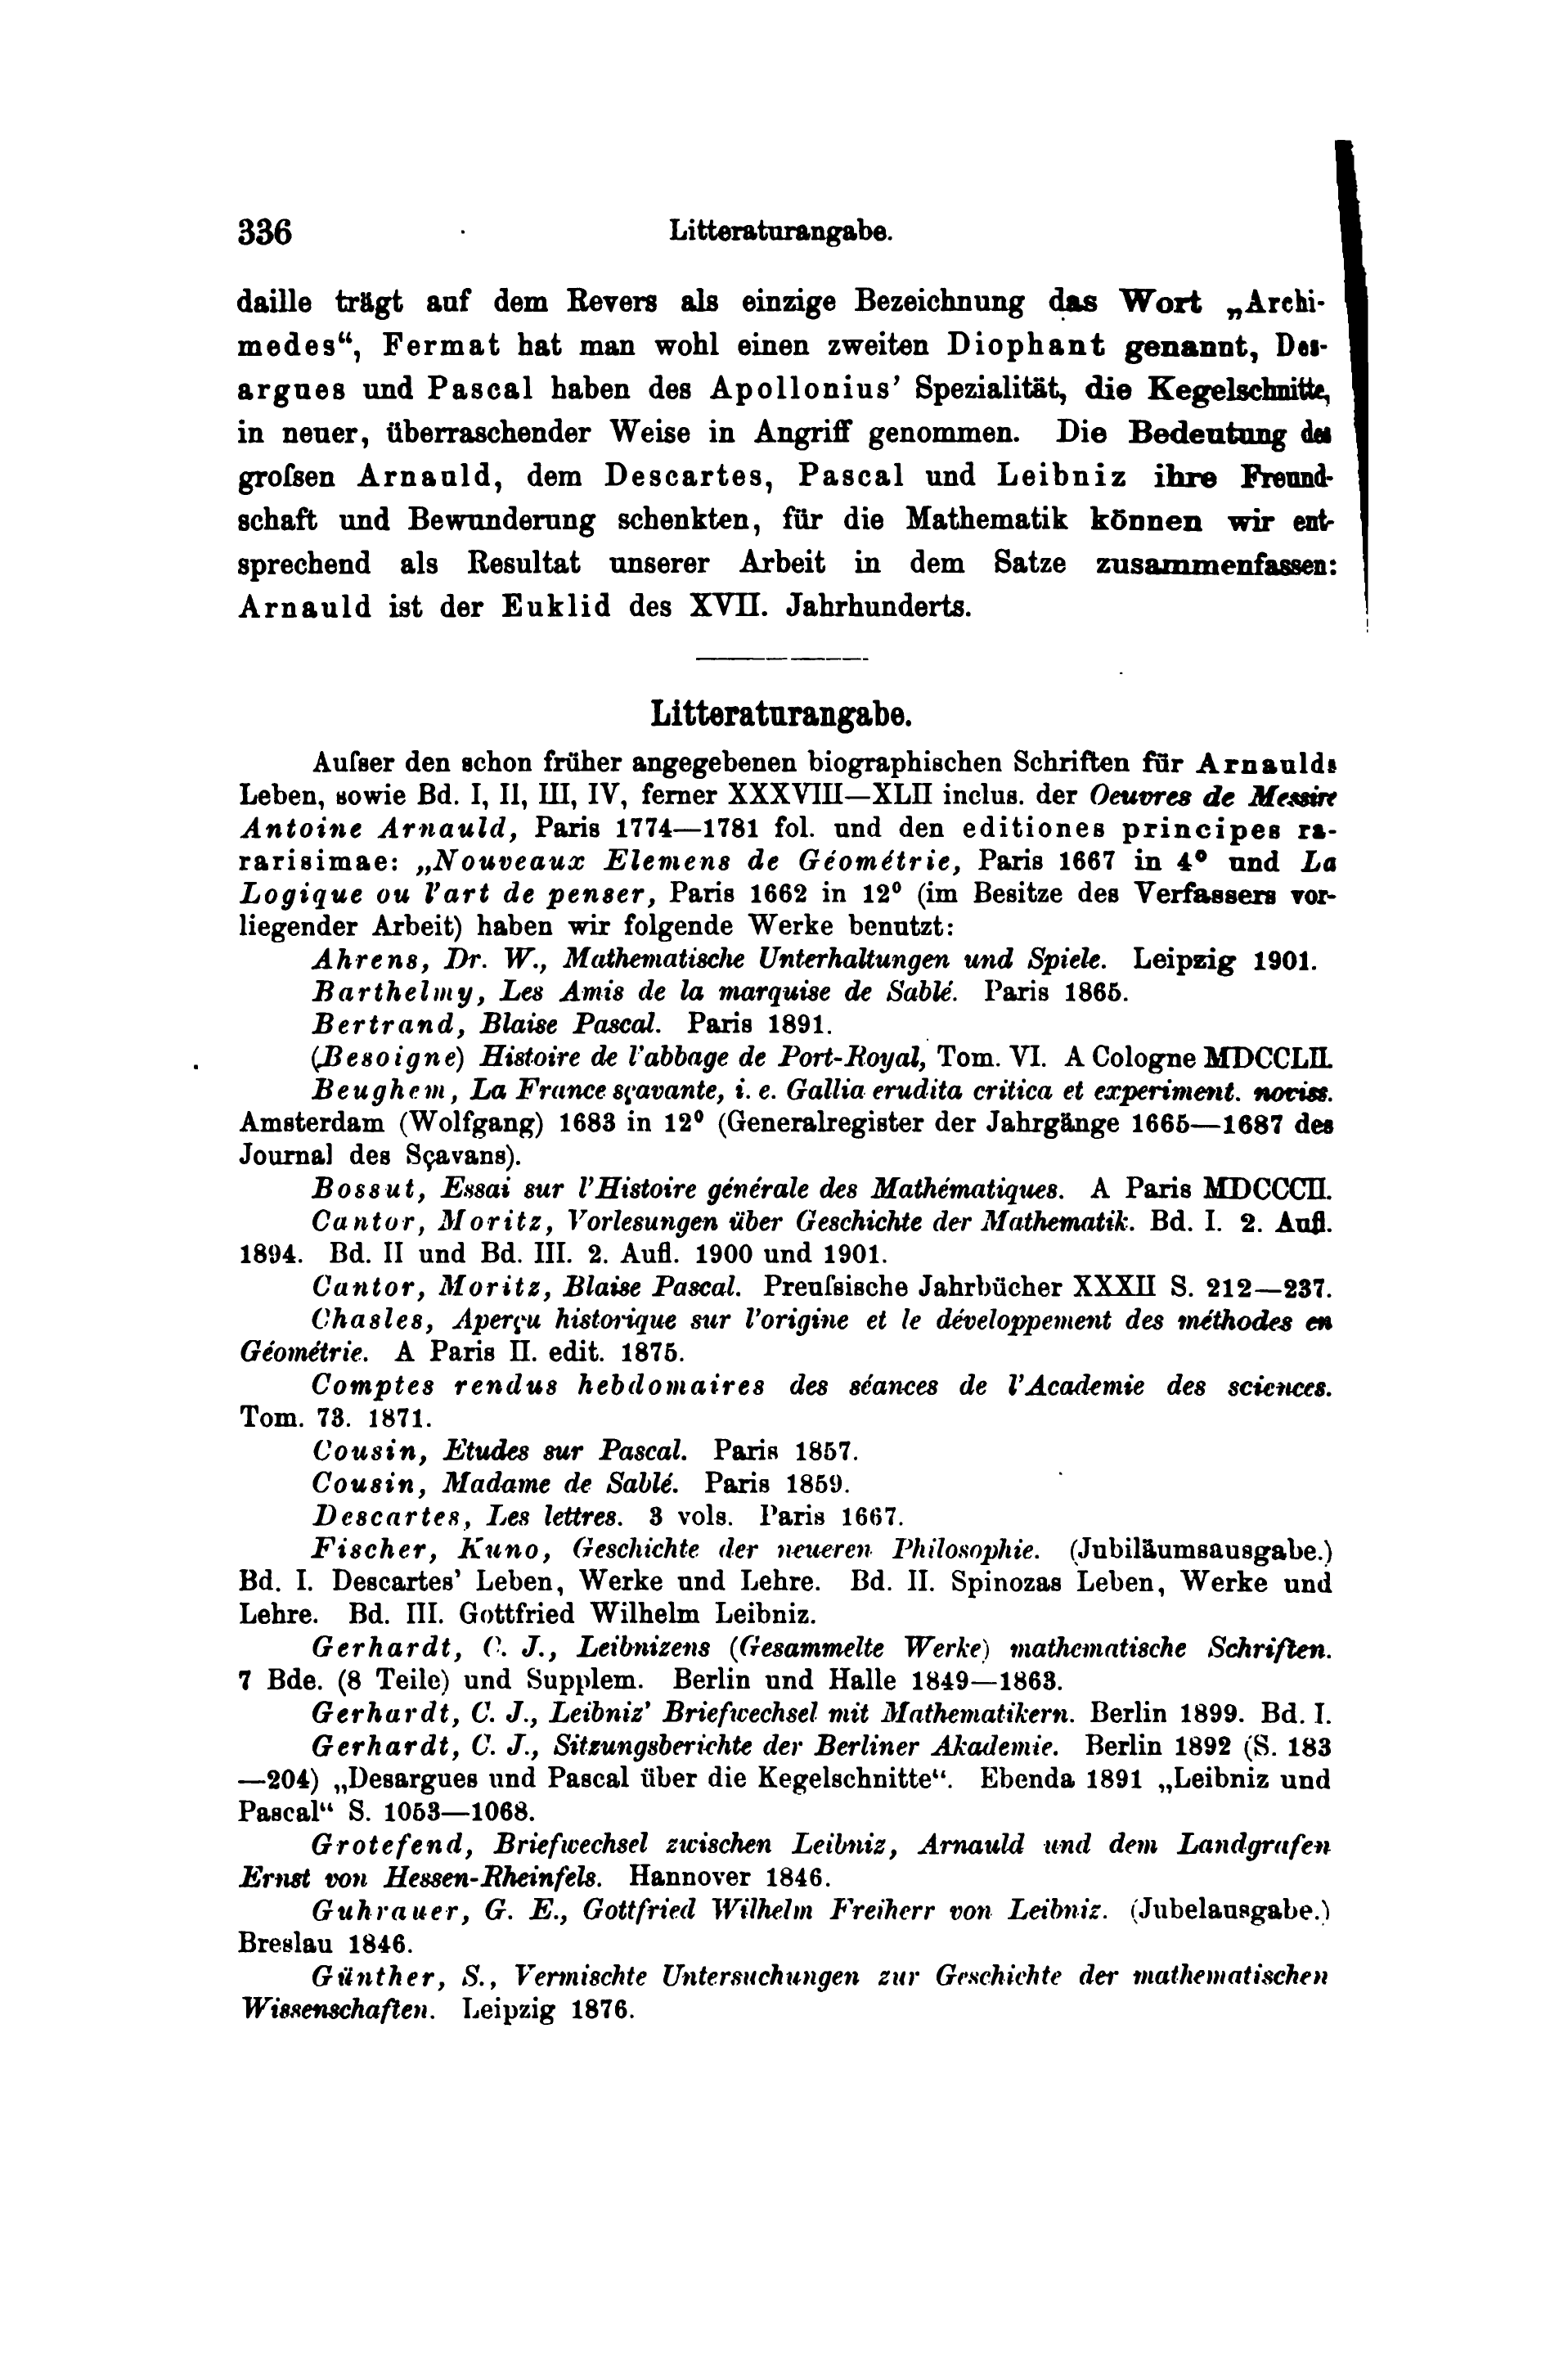 336 Litteraturangabe.
daille trägt auf dem Revers als einzige Bezeichnung das Wort „Archi-
medes“, Fermat hat man wohl einen zweiten Diophant genannt, Des-
argues und Pascal haben des Apollonius’ Spezialität, die Kegelschnitte,
in neuer, überraschender Weise in Angriff genommen. Die Bedeutung des
groſsen Arnauld, dem Descartes, Pascal und Leibniz ihre Freund-
schaft und Bewunderung schenkten, für die Mathematik können wir ent-
sprechend als Resultat unserer Arbeit in dem Satze zusammenfassen:
Arnauld ist der Euklid des XVII. Jahrhunderts.
Litteraturangabe.
Auſser den schon früher angegebenen biographischen Schriften für Arnaulds
Leben, sowie Bd. I, II, III, IV, ferner XXXVIII—XLII inclus. der Oeuvres de Messire
Antoine Arnauld, Paris 1774—1781 fol. und den editiones principes ra-
rarisimae: „Nouveaux Elemens de Géométrie, Paris 1667 in 4⁰ und La
Logique ou l’art de penser, Paris 1662 in 12⁰ (im Besitze des Verfassers vor-
liegender Arbeit) haben wir folgende Werke benutzt:
Ahrens, Dr. W., Mathematische Unterhaltungen und Spiele. Leipzig 1901.
Barthelmy, Les Amis de la marquise de Sablé. Paris 1865.
Bertrand, Blaise Pascal. Paris 1891.
(Besoigne) Histoire de l’abbage de Port-Royal, Tom. VI. A Cologne MDCCLII.
Beughem, La France sçavante, i. e. Gallia erudita critica et experiment. noviss.
Amsterdam (Wolfgang) 1683 in 12⁰ (Generalregister der Jahrgänge 1665—1687 des
Journal des Sçavans).
Bossut, Essai sur l’Histoire générale des Mathématiques. A Paris MDCCCII.
Cantor, Moritz, Vorlesungen über Geschichte der Mathematik. Bd. I. 2. Aufl.
1894. Bd. II und Bd. III. 2. Aufl. 1900 und 1901.
Cantor, Moritz, Blaise Pascal. Preuſsische Jahrbücher XXXII S. 212—237.
Chasles, Aperçu historique sur l’origine et le développement des méthodes en
Géométrie. A Paris II. edit. 1875.
Comptes rendus hebdomaires des séances de l’Academie des sciences.
Tom. 73. 1871.
Cousin, Etudes sur Pascal. Paris 1857.
Cousin, Madame de Sablé. Paris 1859.
Descartes, Les lettres. 3 vols. Paris 1667.
Fischer, Kuno, Geschichte der neueren Philosophie. (Jubiläumsausgabe.)
Bd. I. Descartes’ Leben, Werke und Lehre. Bd. II. Spinozas Leben, Werke und
Lehre. Bd. III. Gottfried Wilhelm Leibniz.
Gerhardt, C. J., Leibnizens (Gesammelte Werke) mathematische Schriften.
7 Bde. (8 Teile) und Supplem. Berlin und Halle 1849—1863.
Gerhardt, C. J., Leibniz’ Briefwechsel mit Mathematikern. Berlin 1899. Bd. I.
Gerhardt, C. J., Sitzungsberichte der Berliner Akademie. Berlin 1892 (S. 183
—204) „Desargues und Pascal über die Kegelschnitte“. Ebenda 1891 „Leibniz und
Pascal“ S. 1053—1068.
Grotefend, Briefwechsel zwischen Leibniz, Arnauld und dem Landgrafen
Ernst von Hessen-Rheinfels. Hannover 1846.
Guhrauer, G. E., Gottfried Wilhelm Freiherr von Leibniz. (Jubelausgabe.)
Breslau 1846.
Günther, S., Vermischte Untersuchungen zur Geschichte der mathematischen
Wissenschaften. Leipzig 1876.